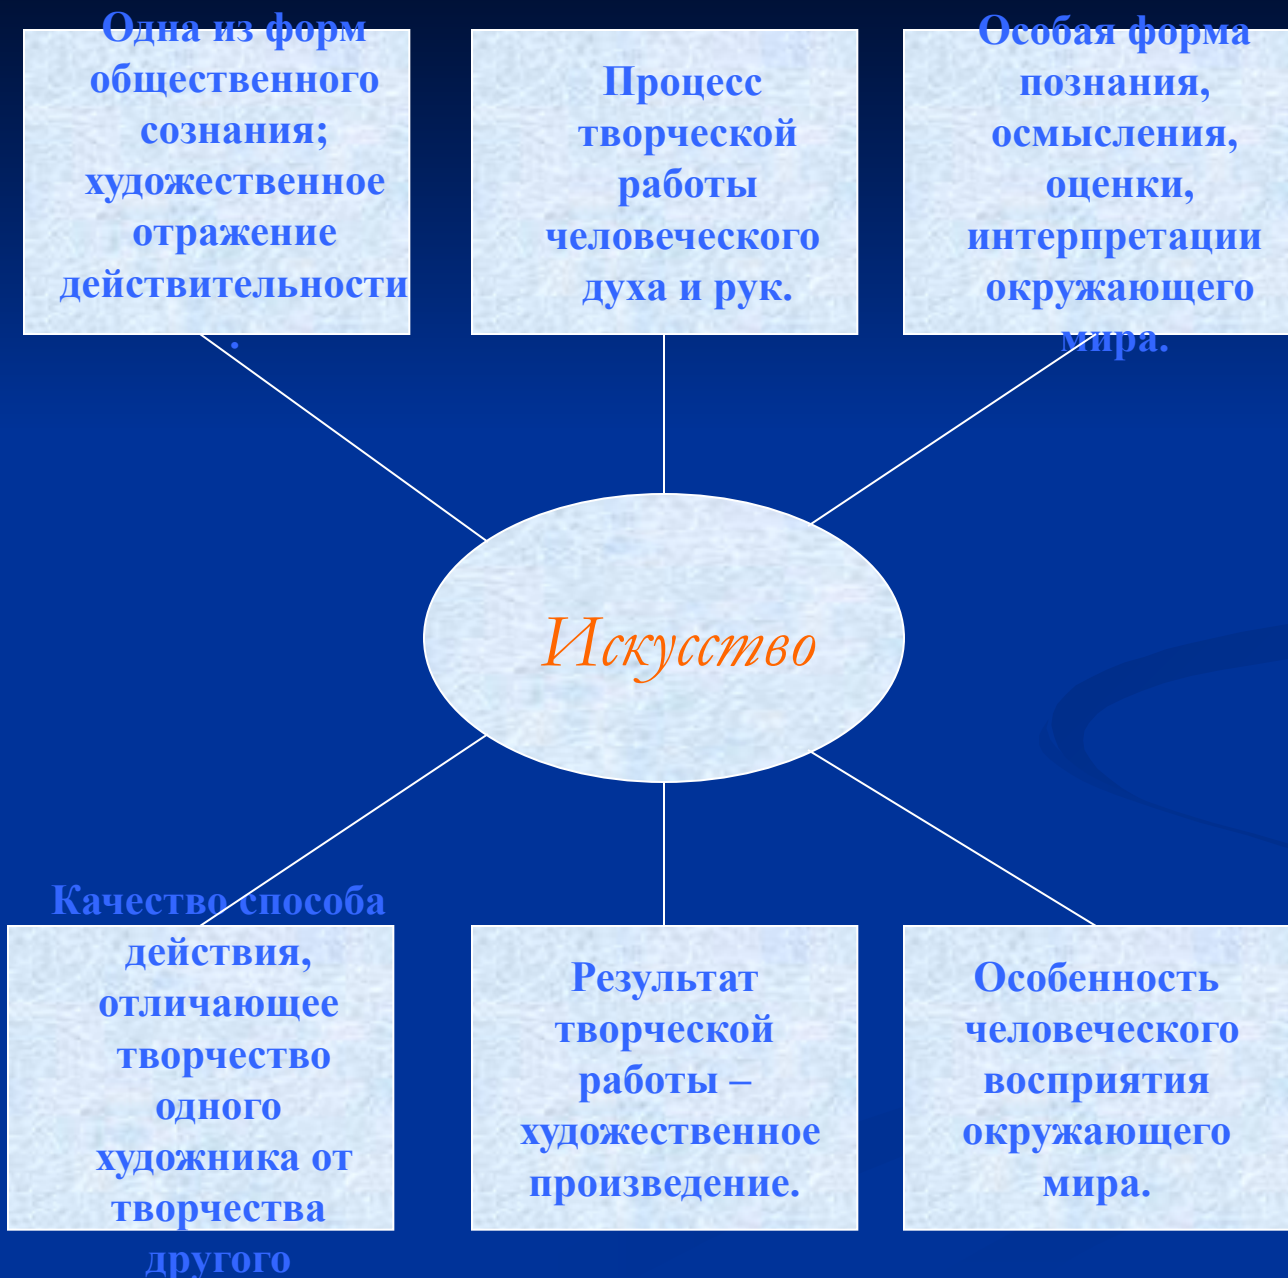 Одна из форм
общественного
сознания;
художественное
отражение
действительности
.
Процесс
творческой
работы
человеческого
духа и рук.
Особая форма
познания,
осмысления,
оценки,
интерпретации
окружающего
мира.
Искусство
Качество способа
действия,
отличающее
творчество
одного
художника от
творчества
другого
Результат
творческой
работы –
художественное
произведение.
Особенность
человеческого
восприятия
окружающего
мира.